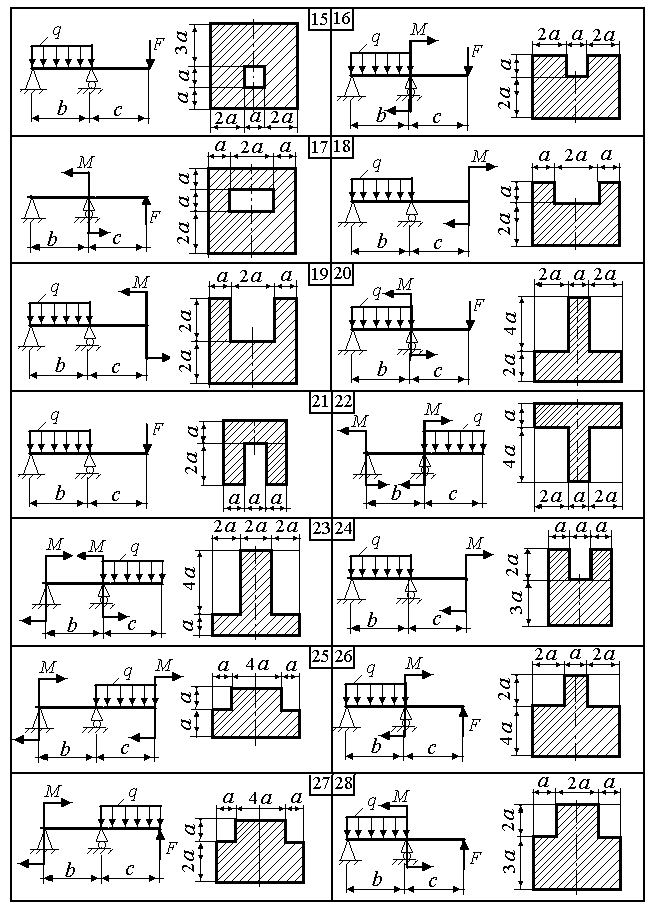 15 16
q F 3a a a 2a a 2a b c
q M F 2a a 2a a 2a b c
17 18
M F a 2a a a a 2a b c
q M a 2a a a 2a b c
19 20
q M a 2a a 2a 2a b c
q M F 2a a 2a 4a 2a b c
21 22
q F a 2a a a a b c
M M q a 4a 2a a 2a b c
23 24
M M q 2a 2a 2a 4a a b c
q M a a a 2a 3a b c
25 26
M q M a 4a a a a b c
q M F 2a a 2a 2a 4a b c
27 28
M q F a 4a a a 2a b c
q M F a 2a a 2a 3a b c